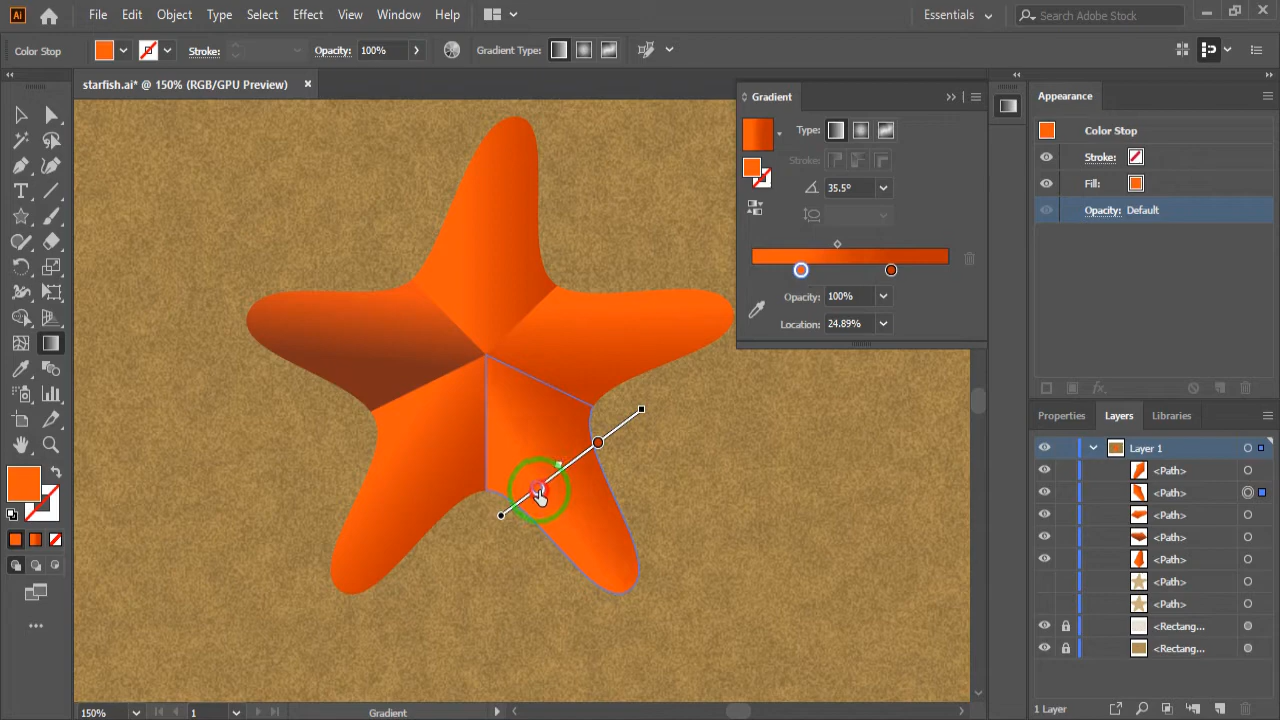 Ai File Edit Object Type Select Effect View Window Help Essentials Search Adobe Stock
Color Stop Stroke: Opacity: 100% Gradient Type:
starfish.ai* @ 150% (RGB/GPU Preview) ×
Gradient
Type:
Stroke:
35.5°
Opacity: 100%
Location: 24.89%
Appearance
Color Stop
Stroke:
Fill:
Opacity: Default
fx
Properties Layers Libraries
Layer 1
<Path>
<Path>
<Path>
<Path>
<Path>
<Path>
<Path>
<Rectang...
<Rectang...
1 Layer
150% 1 Gradient